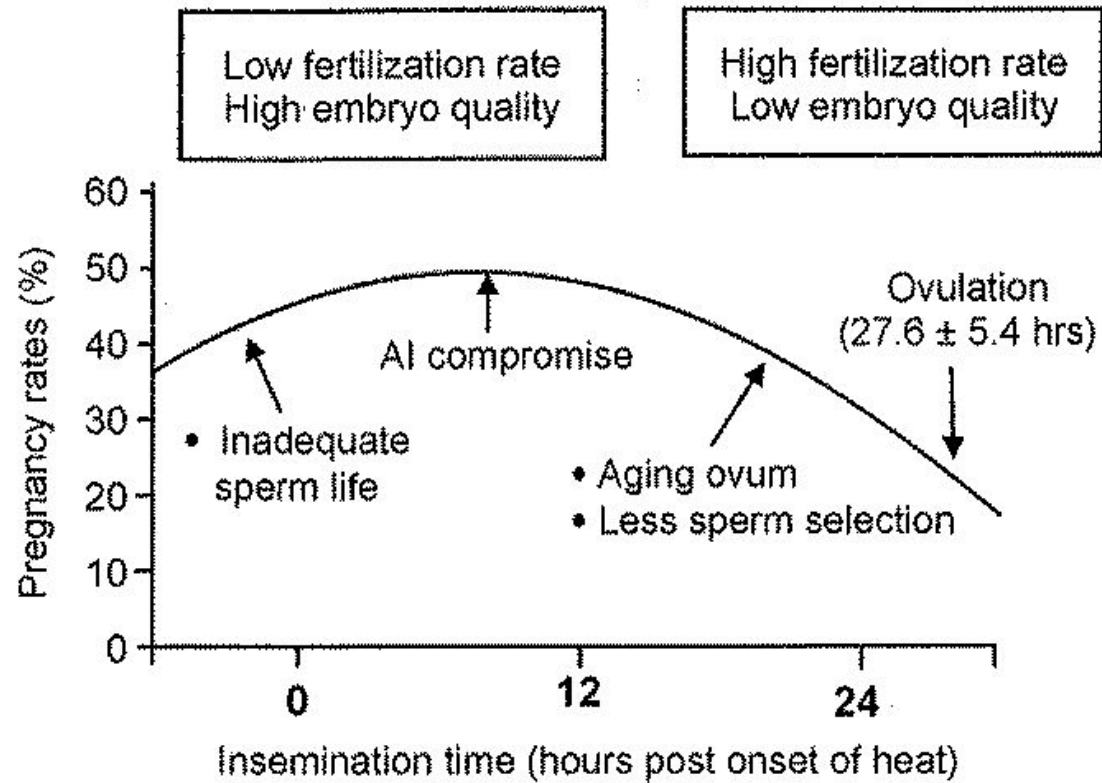 Low fertilization rate
High embryo quality
High fertilization rate
Low embryo quality
Pregnancy rates (%)
60
50
40
30
20
10
0
AI compromise
Ovulation
(27.6 ± 5.4 hrs)
• Inadequate
sperm life
• Aging ovum
• Less sperm selection
0
12
24
Insemination time (hours post onset of heat)